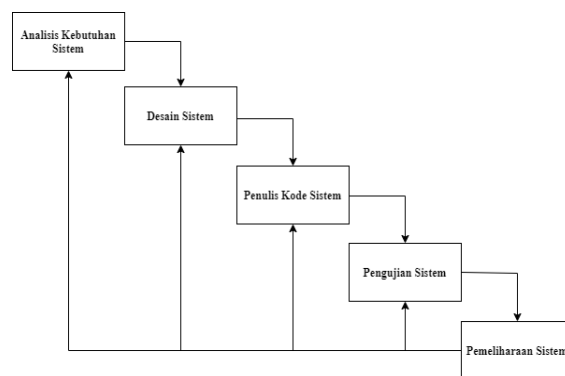 Analisis Kebutuhan
Sistem
Desain Sistem
Penulis Kode Sistem
Pengujian Sistem
Pemeliharaan Sistem